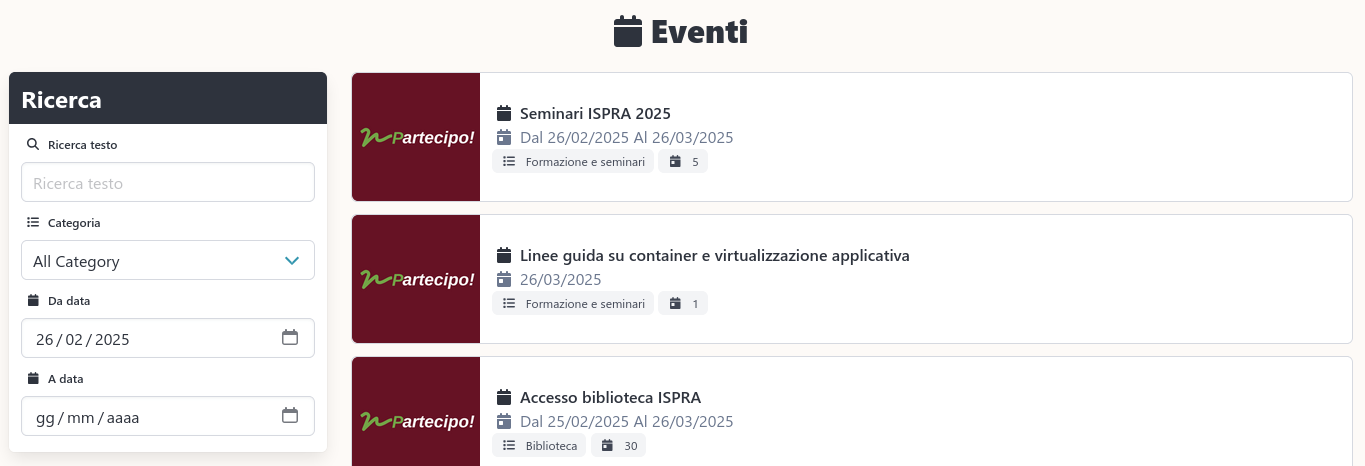 Eventi
Ricerca
Ricerca testo
Ricerca testo
Categoria
All Category
Da data
26/02/2025
A data
gg/mm/aaaa
Partecipo!
Seminari ISPRA 2025
Dal 26/02/2025 Al 26/03/2025
Formazione e seminari 5
Partecipo!
Linee guida su container e virtualizzazione applicativa
26/03/2025
Formazione e seminari 1
Partecipo!
Accesso biblioteca ISPRA
Dal 25/02/2025 Al 26/03/2025
Biblioteca 30